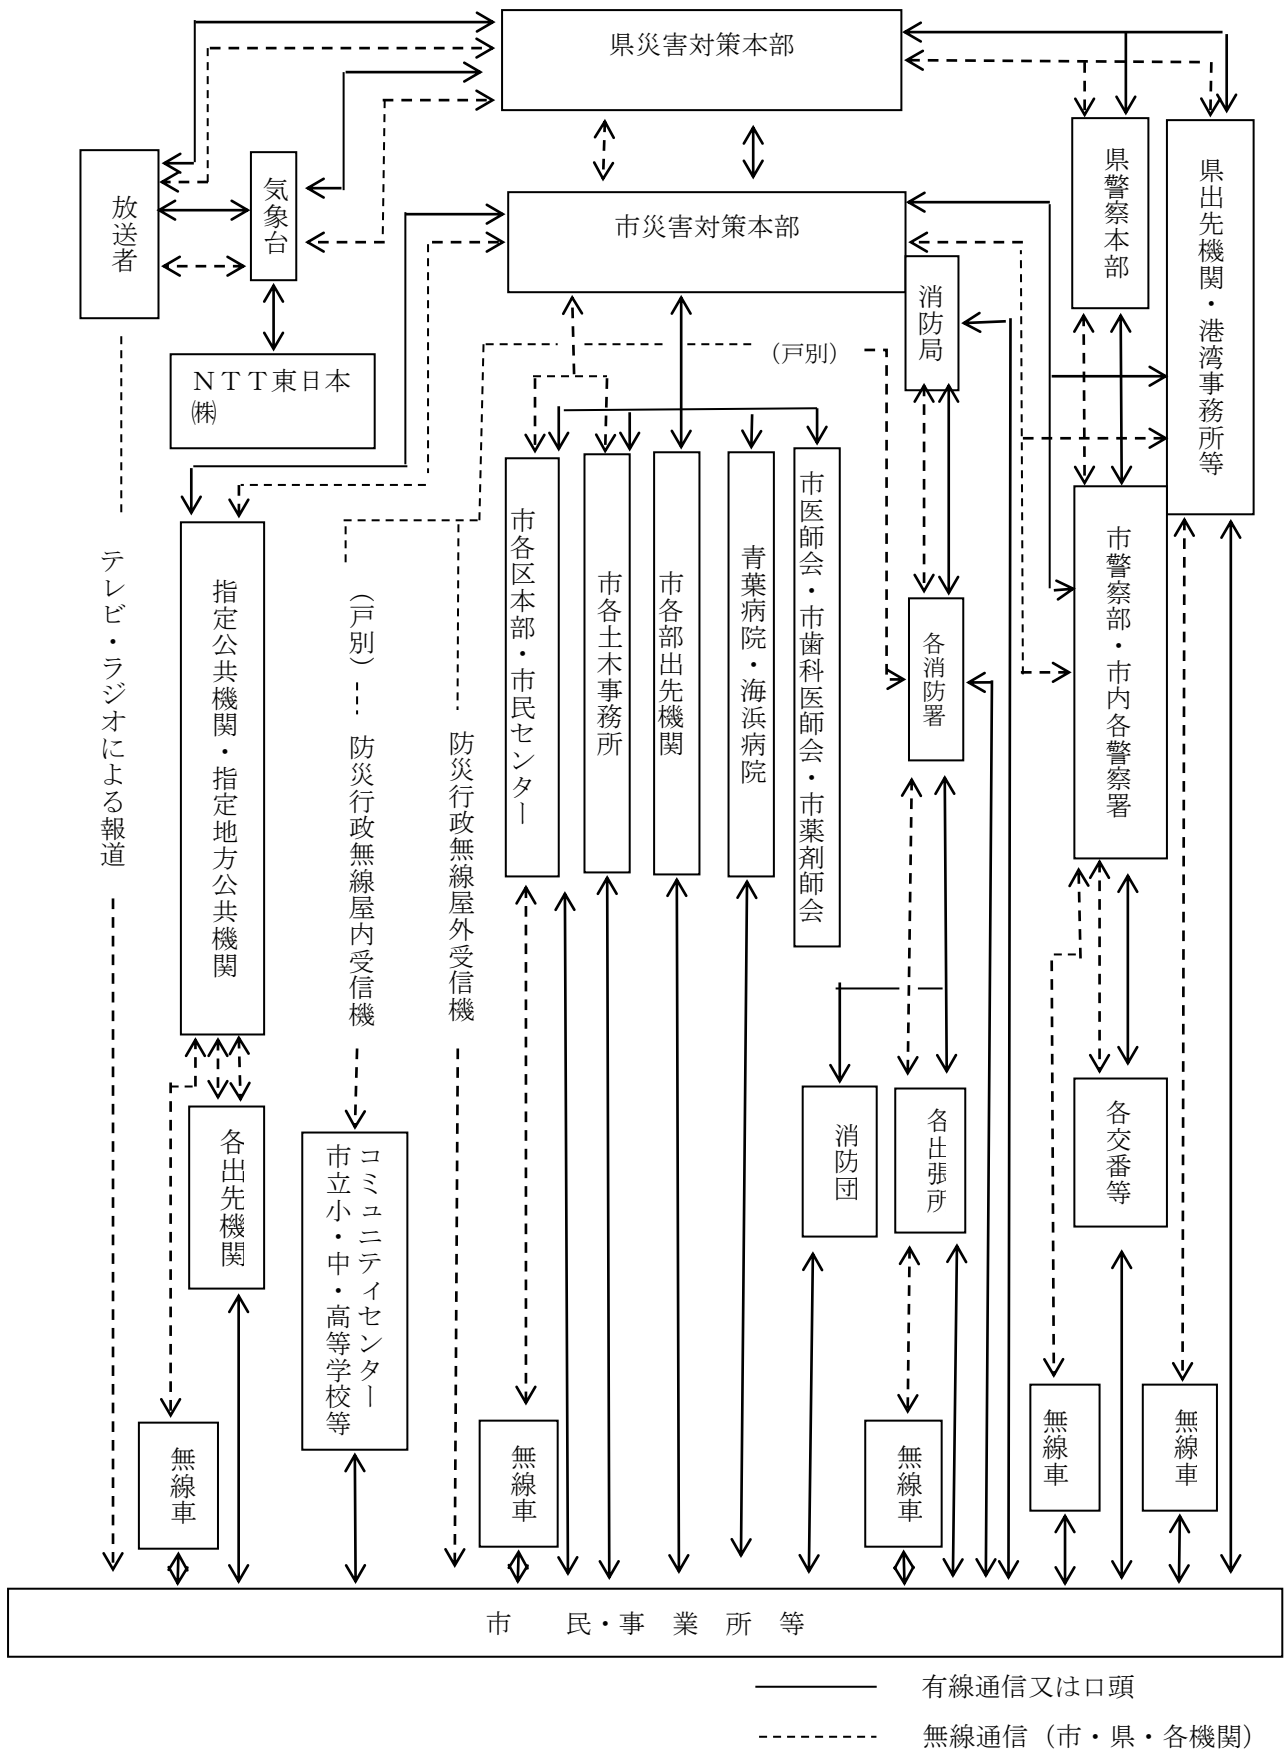 県災害対策本部
放送者
気象台
市災害対策本部
県警察本部
県出先機関・港湾事務所等
消防局
（戸別）
ＮＴＴ東日本
㈱
テレビ・ラジオによる報道
指定公共機関・指定地方公共機関
（戸別）
防災行政無線屋内受信機
防災行政無線屋外受信機
市各区本部・市民センター
市各土木事務所
市各部出先機関
青葉病院・海浜病院
市医師会・市歯科医師会・市薬剤師会
各消防署
市警察部・市内各警察署
各出先機関
コミュニティセンター
市立小・中・高等学校等
消防団
各出張所
各交番等
無線車
無線車
無線車
無線車
無線車
市　民・事　業　所　等
有線通信又は口頭
無線通信（市・県・各機関）